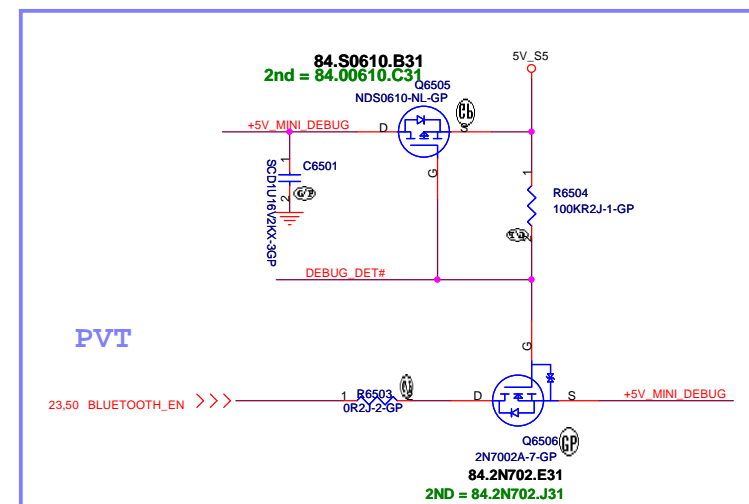 84.S0610.B31
2nd = 84.00610.C31
Q6505
NDS0610-NL-GP
5V_S5
+5V_MINI_DEBUG
D
S
G
1
C6501
2
SCD1U16V2KX-3GP
1
R6504
100KR2J-1-GP
2
DEBUG_DET#
PVT
G
23,50 BLUETOOTH_EN
1
R6503
2
0R2J-2-GP
D
S
+5V_MINI_DEBUG
Q6506
GP
2N7002A-7-GP
84.2N702.E31
2ND = 84.2N702.J31